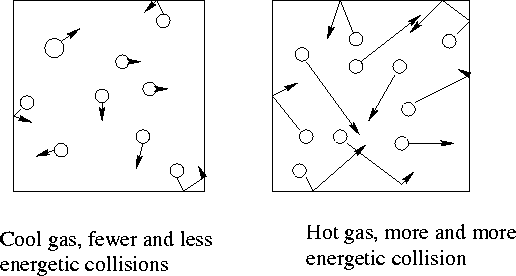 Cool gas, fewer and less
energetic collisions
Hot gas, more and more
energetic collision